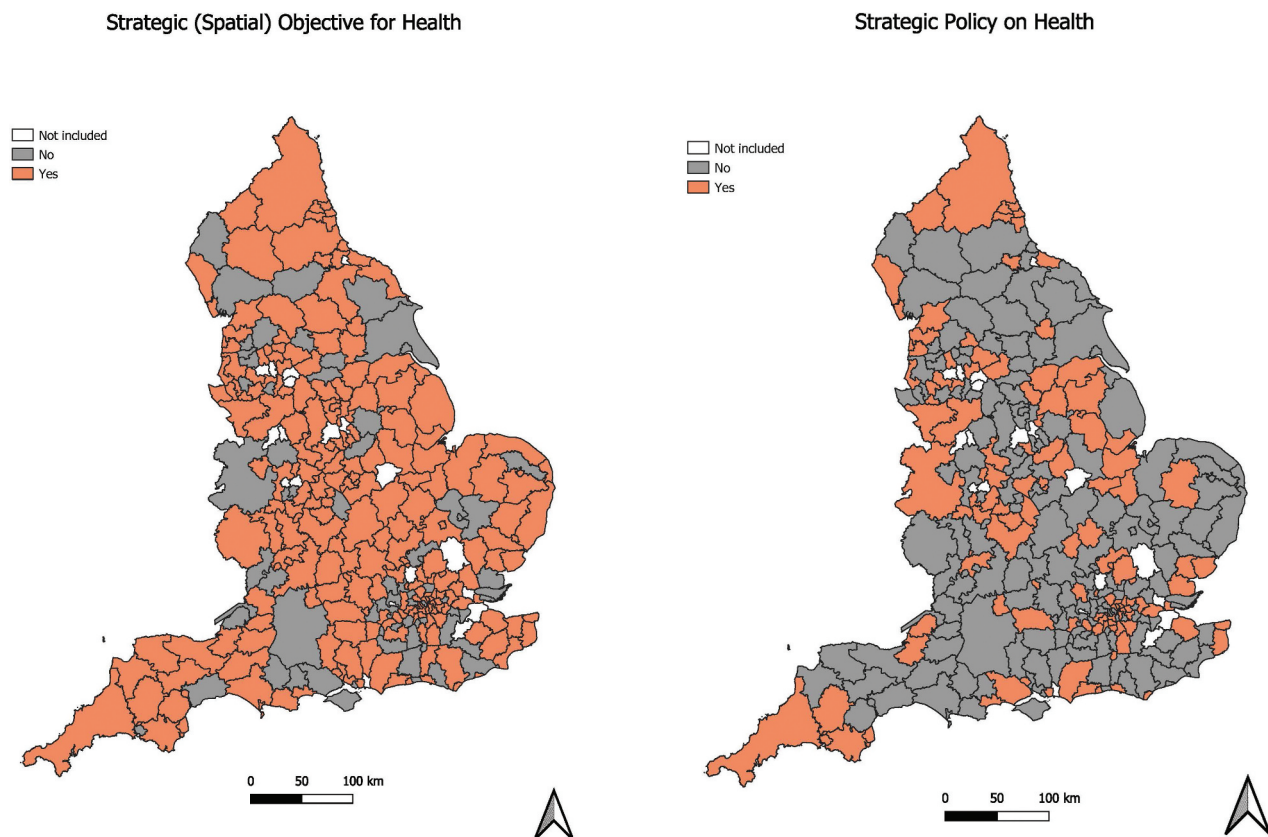 Strategic (Spatial) Objective for Health
Not included
No
Yes
0 50 100 km
Strategic Policy on Health
Not included
No
Yes
0 50 100 km